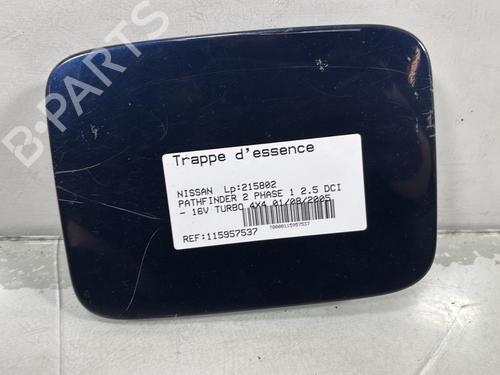 B-PARTS
Trappe d'essence
NISSAN Lp:215802
PATHFINDER 2 PHASE 1 2.5 DCI
- 16V TURBO 4X4 01/08/2005
REF:115957537
T0000115957537